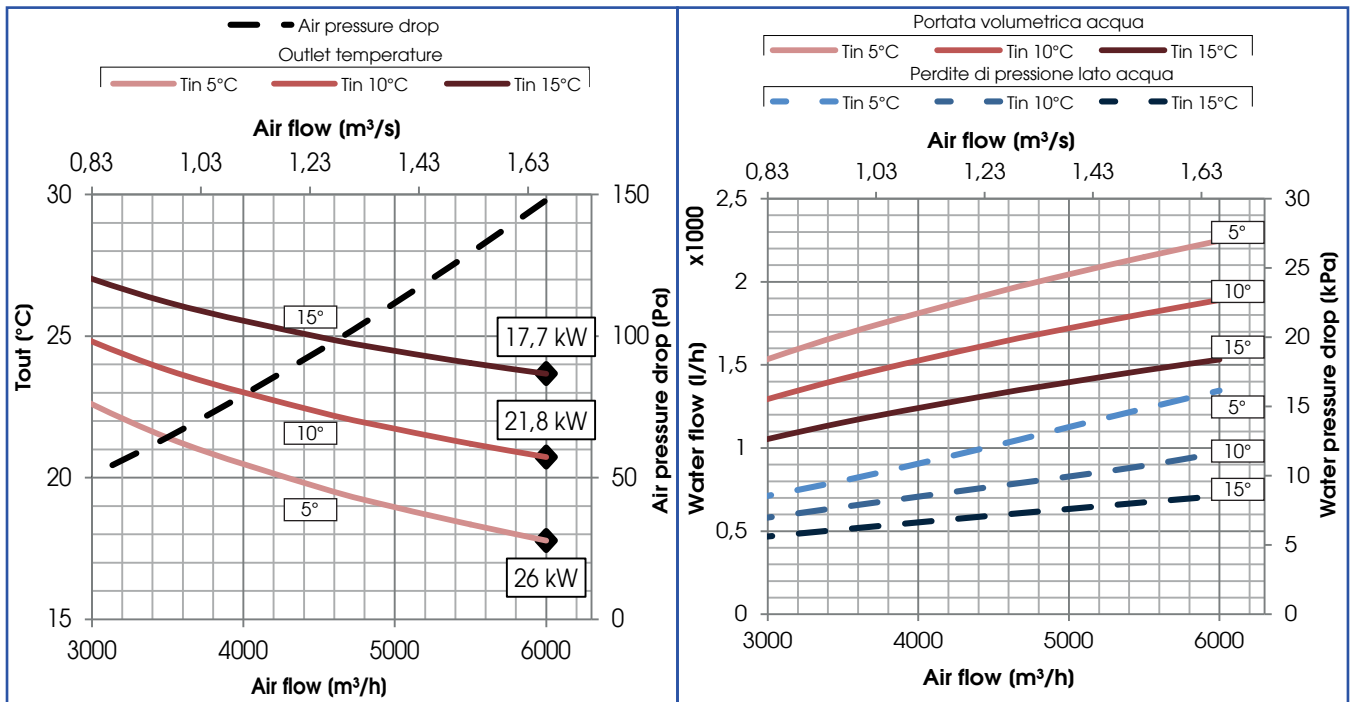 Air pressure drop
Outlet temperature
Tin 5°C Tin 10°C Tin 15°C
Air flow (m³/s)
0,83 1,03 1,23 1,43 1,63
30 150
25 100
20 50
15 0
Tout (°C)
Air pressure drop (Pa)
15°
10°
5°
17,7 kW
21,8 kW
26 kW
3000 4000 5000 6000
Air flow (m³/h)
Portata volumetrica acqua
Tin 5°C Tin 10°C Tin 15°C
Perdite di pressione lato acqua
Tin 5°C Tin 10°C Tin 15°C
Air flow (m³/s)
0,83 1,03 1,23 1,43 1,63
x1000
Water flow (l/h)
2,5
2
1,5
1
0,5
0
30
25
20
15
10
5
0
Water pressure drop (kPa)
5°
10°
15°
5°
10°
15°
3000 4000 5000 6000
Air flow (m³/h)